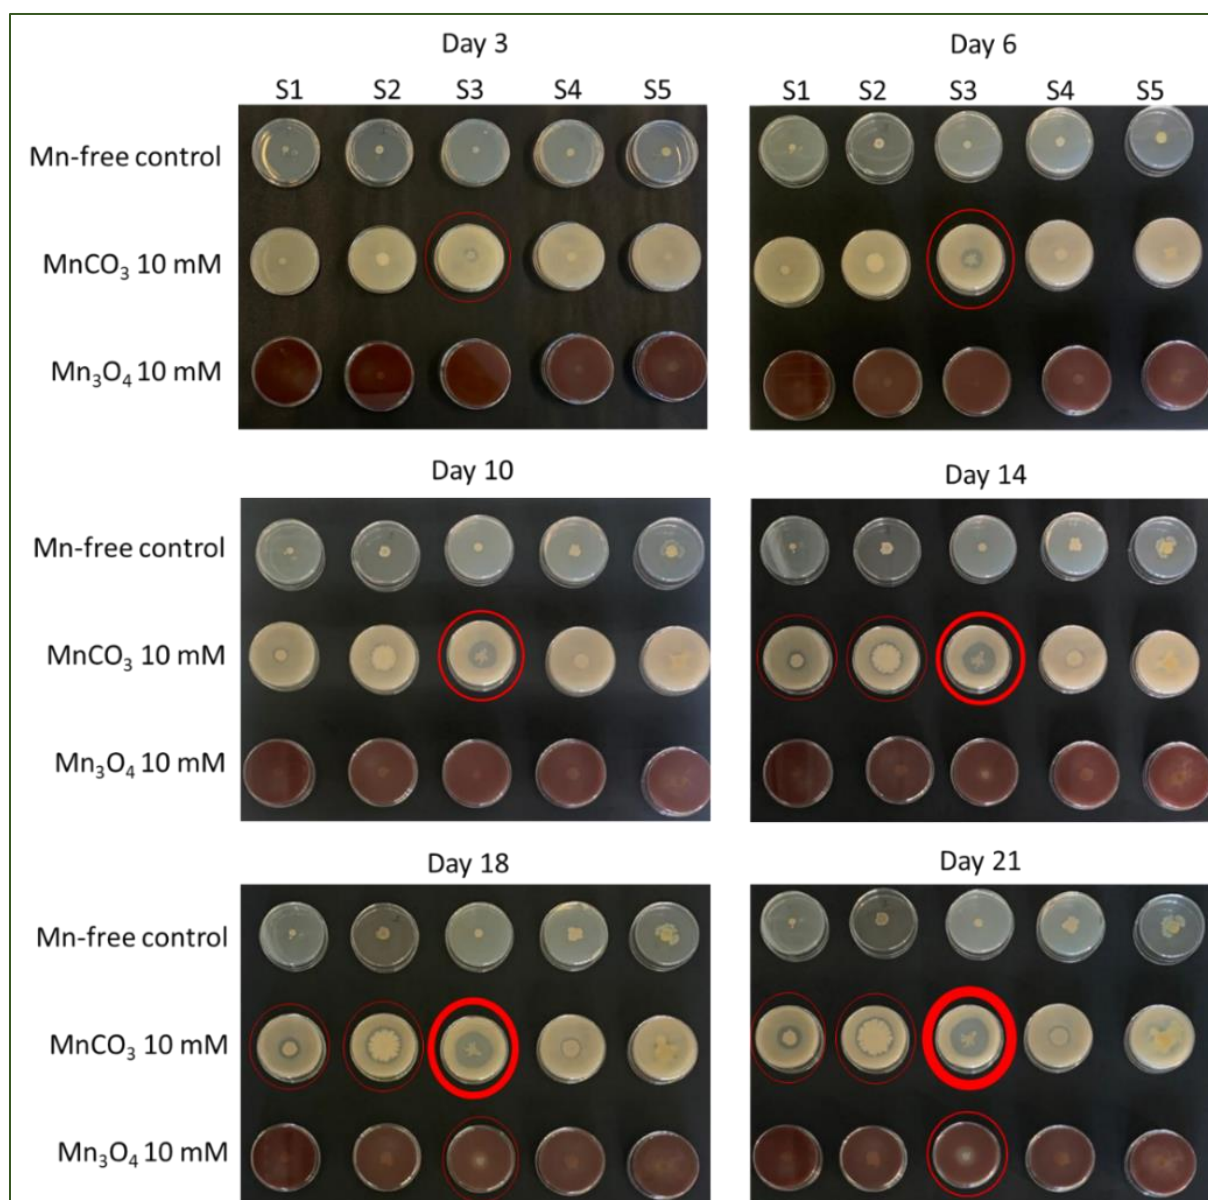 Day 3
S1 S2 S3 S4 S5
Mn-free control
MnCO₃ 10 mM
Mn₃O₄ 10 mM
Day 6
S1 S2 S3 S4 S5
Day 10
Mn-free control
MnCO₃ 10 mM
Mn₃O₄ 10 mM
Day 14
Day 18
Mn-free control
MnCO₃ 10 mM
Mn₃O₄ 10 mM
Day 21